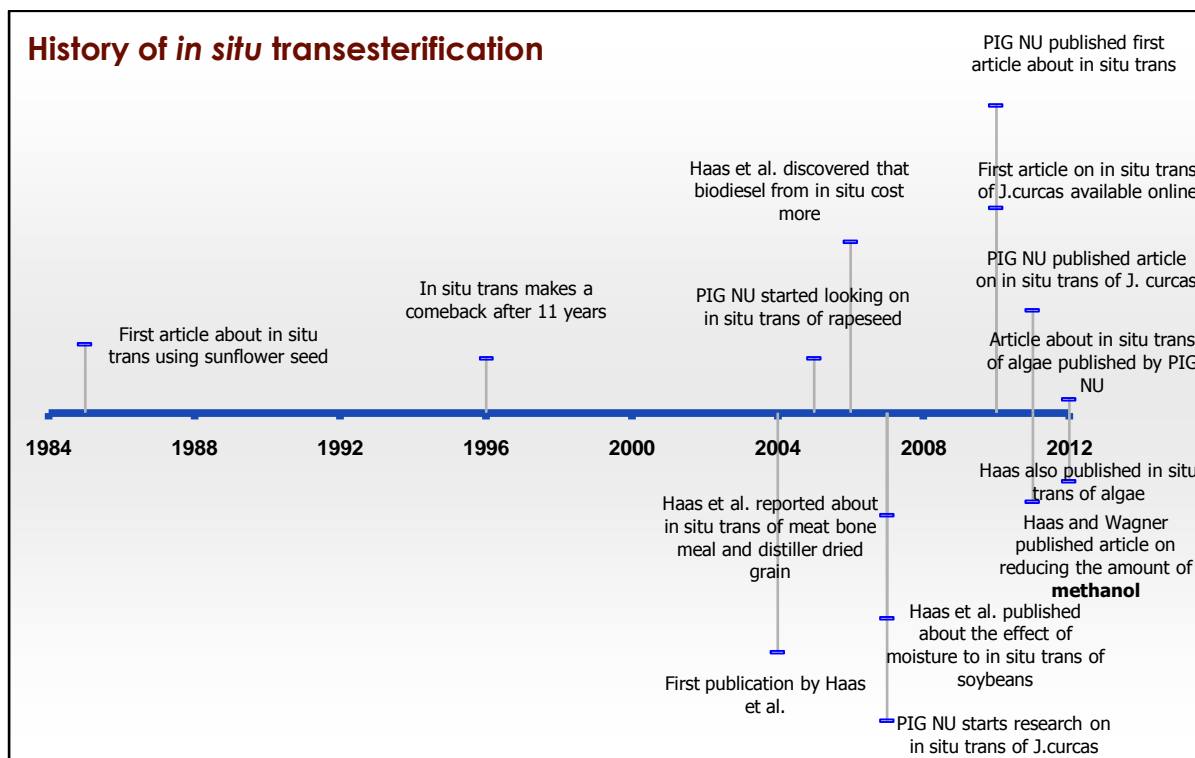 History of in situ transesterification
PIG NU published first
article about in situ trans
Haas et al. discovered that
biodiesel from in situ cost
more
First article on in situ trans
of J.curcas available online
In situ trans makes a
comeback after 11 years
PIG NU started looking on
in situ trans of rapeseed
PIG NU published article
on in situ trans of J. curcas
First article about in situ
trans using sunflower seed
Article about in situ trans
of algae published by PIG
NU
1984
1988
1992
1996
2000
2004
2008
2012
Haas also published in situ
trans of algae
Haas et al. reported about
in situ trans of meat bone
meal and distiller dried
grain
Haas and Wagner
published article on
reducing the amount of
methanol
Haas et al. published
about the effect of
moisture to in situ trans of
soybeans
First publication by Haas
et al.
PIG NU starts research on
in situ trans of J.curcas